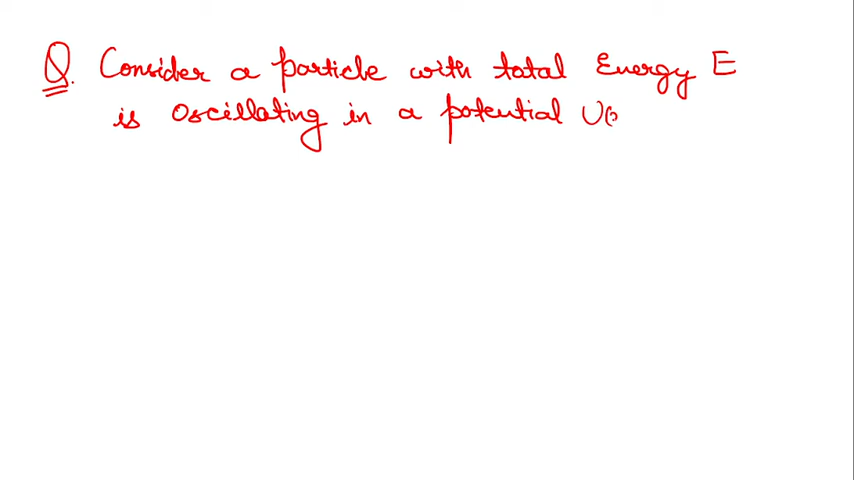 Q. Consider a particle with total Energy E
is oscillating in a potential U(